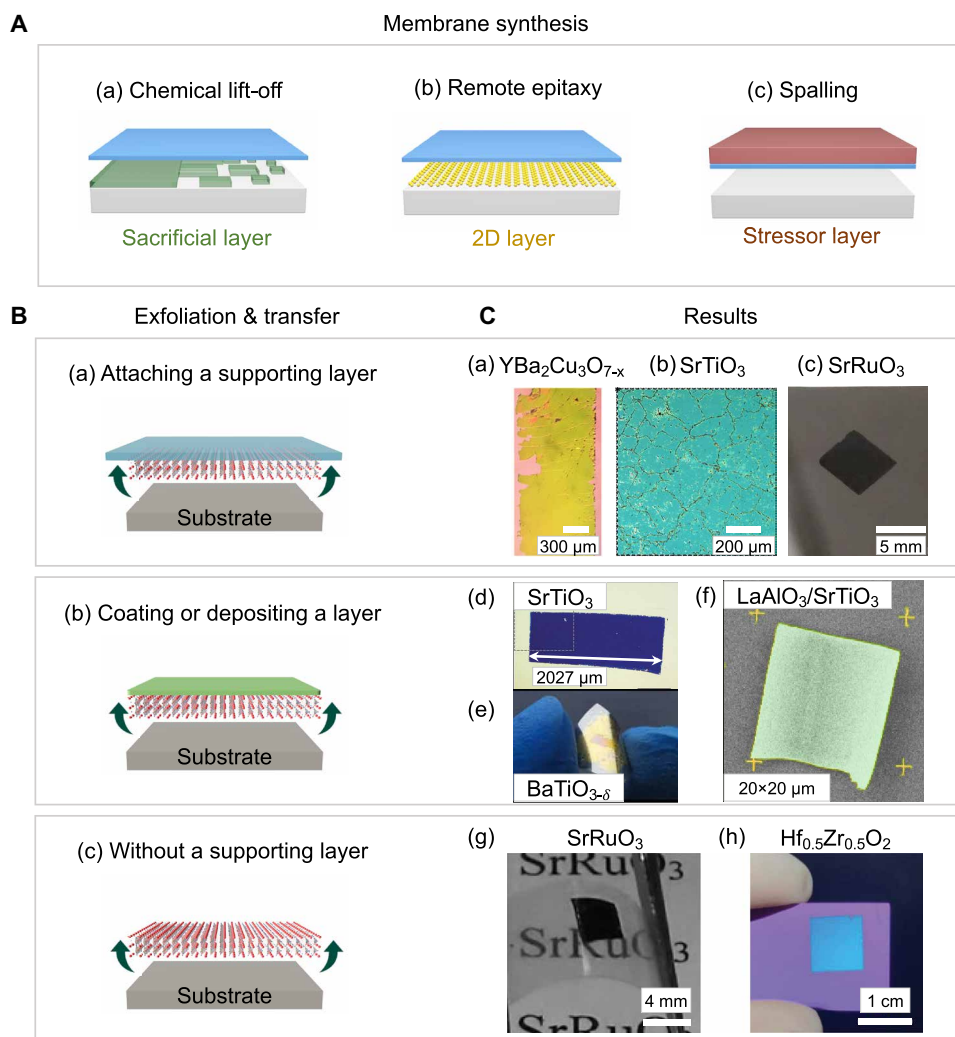 A
Membrane synthesis
(a) Chemical lift-off
(b) Remote epitaxy
(c) Spalling
Sacrificial layer
2D layer
Stressor layer
B
Exfoliation & transfer
(a) Attaching a supporting layer
Substrate
(b) Coating or depositing a layer
Substrate
(c) Without a supporting layer
Substrate
C
Results
(a) YBa₂Cu₃O₇₋ₓ
300 µm
(b) SrTiO₃
200 µm
(c) SrRuO₃
5 mm
(d)
SrTiO₃
2027 µm
(e)
BaTiO₃₋δ
(f)
LaAlO₃/SrTiO₃
20×20 µm
(g)
SrRuO₃
SrRuO₃
SrRuO₃
SrRuO₃
4 mm
(h)
Hf₀.₅Zr₀.₅O₂
1 cm